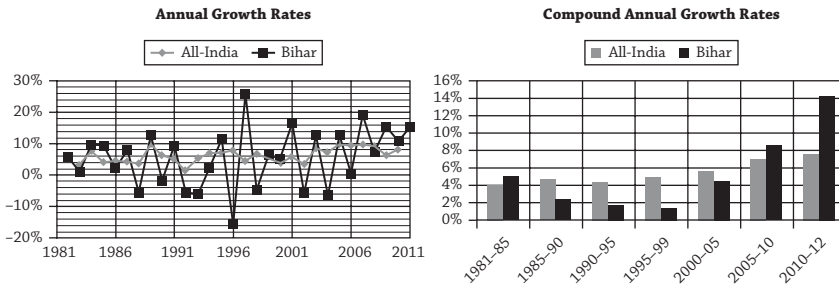 Annual Growth Rates
All-India Bihar
30%
20%
10%
0%
–10%
–20%
1981 1986 1991 1996 2001 2006 2011
Compound Annual Growth Rates
All-India Bihar
16%
14%
12%
10%
8%
6%
4%
2%
0%
1981–85 1985–90 1990–95 1995–99 2000–05 2005–10 2010–12